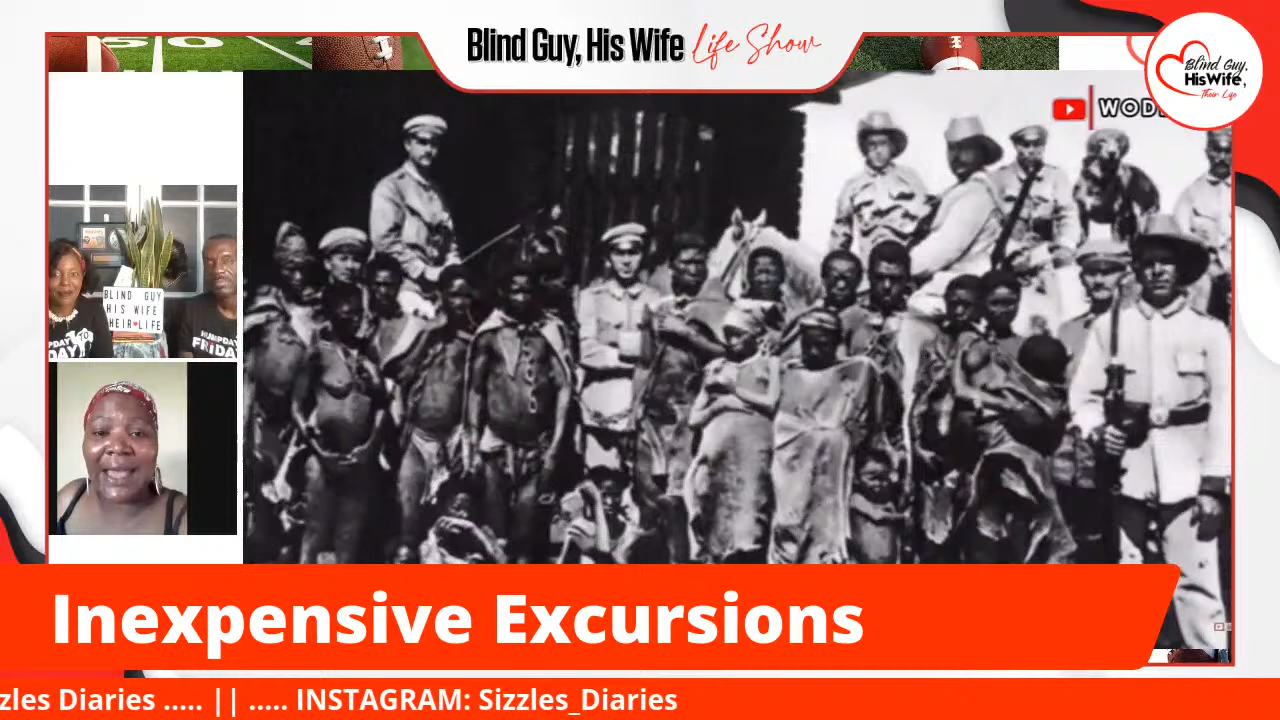 Blind Guy, His Wife Life Show
Blind Guy,
His Wife,
Their Life
BLIND GUY
HIS WIFE
HEIR♥LIFE
FRIDA
Inexpensive Excursions
zles Diaries ..... || ..... INSTAGRAM: Sizzles_Diaries